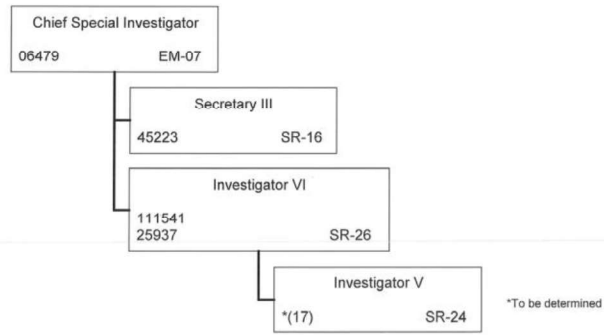 Chief Special Investigator
06479 EM-07
Secretary III
45223 SR-16
Investigator VI
111541
25937 SR-26
Investigator V
*(17) SR-24
*To be determined